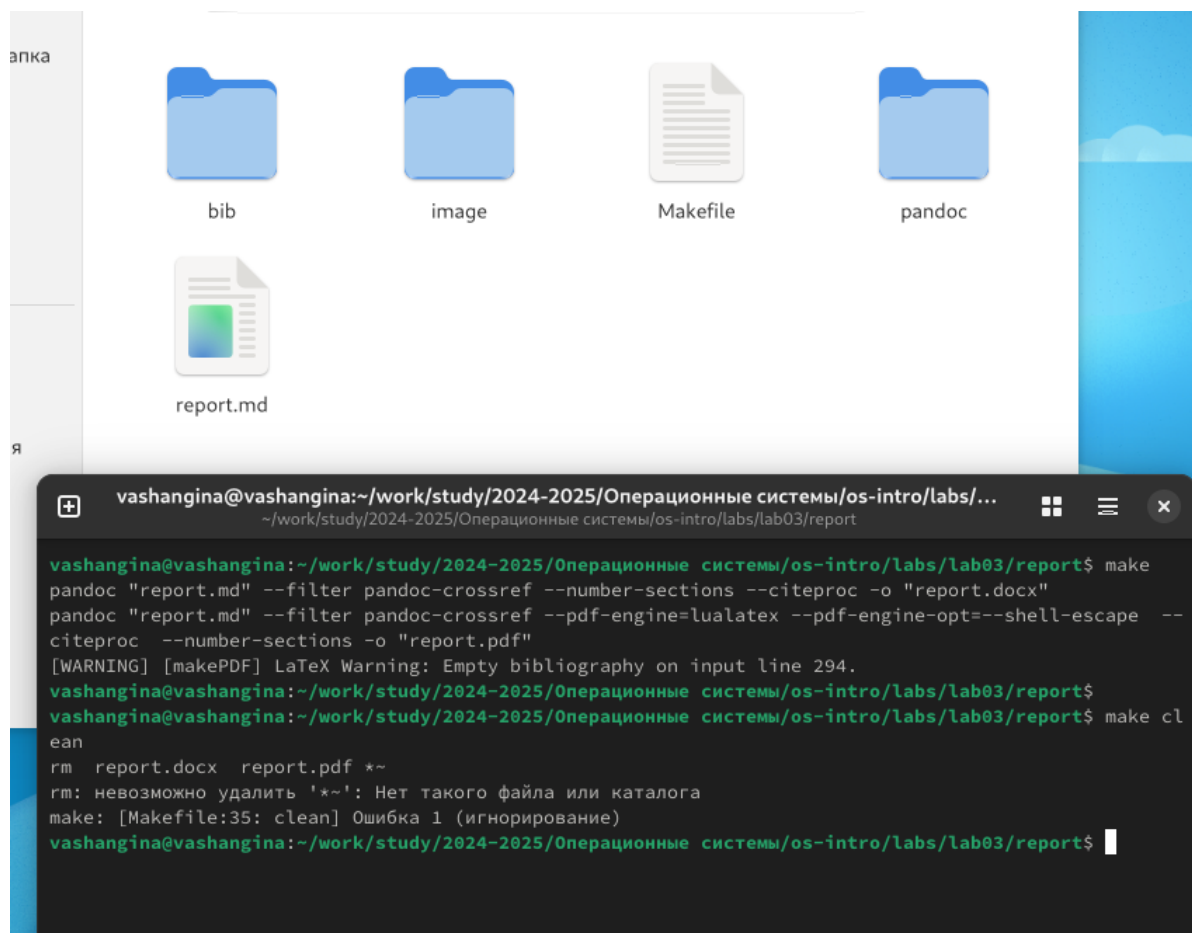 апка
bib image Makefile pandoc
report.md
я
vashangina@vashangina:~/work/study/2024-2025/Операционные системы/os-intro/labs/...
~/work/study/2024-2025/Операционные системы/os-intro/labs/lab03/report
vashangina@vashangina:~/work/study/2024-2025/Операционные системы/os-intro/labs/lab03/report$ make
pandoc "report.md" --filter pandoc-crossref --number-sections --citeproc -o "report.docx"
pandoc "report.md" --filter pandoc-crossref --pdf-engine=lualatex --pdf-engine-opt=--shell-escape --
citeproc --number-sections -o "report.pdf"
[WARNING] [makePDF] LaTeX Warning: Empty bibliography on input line 294.
vashangina@vashangina:~/work/study/2024-2025/Операционные системы/os-intro/labs/lab03/report$
vashangina@vashangina:~/work/study/2024-2025/Операционные системы/os-intro/labs/lab03/report$ make cl
ean
rm report.docx report.pdf *~
rm: невозможно удалить '*~': Нет такого файла или каталога
make: [Makefile:35: clean] Ошибка 1 (игнорирование)
vashangina@vashangina:~/work/study/2024-2025/Операционные системы/os-intro/labs/lab03/report$